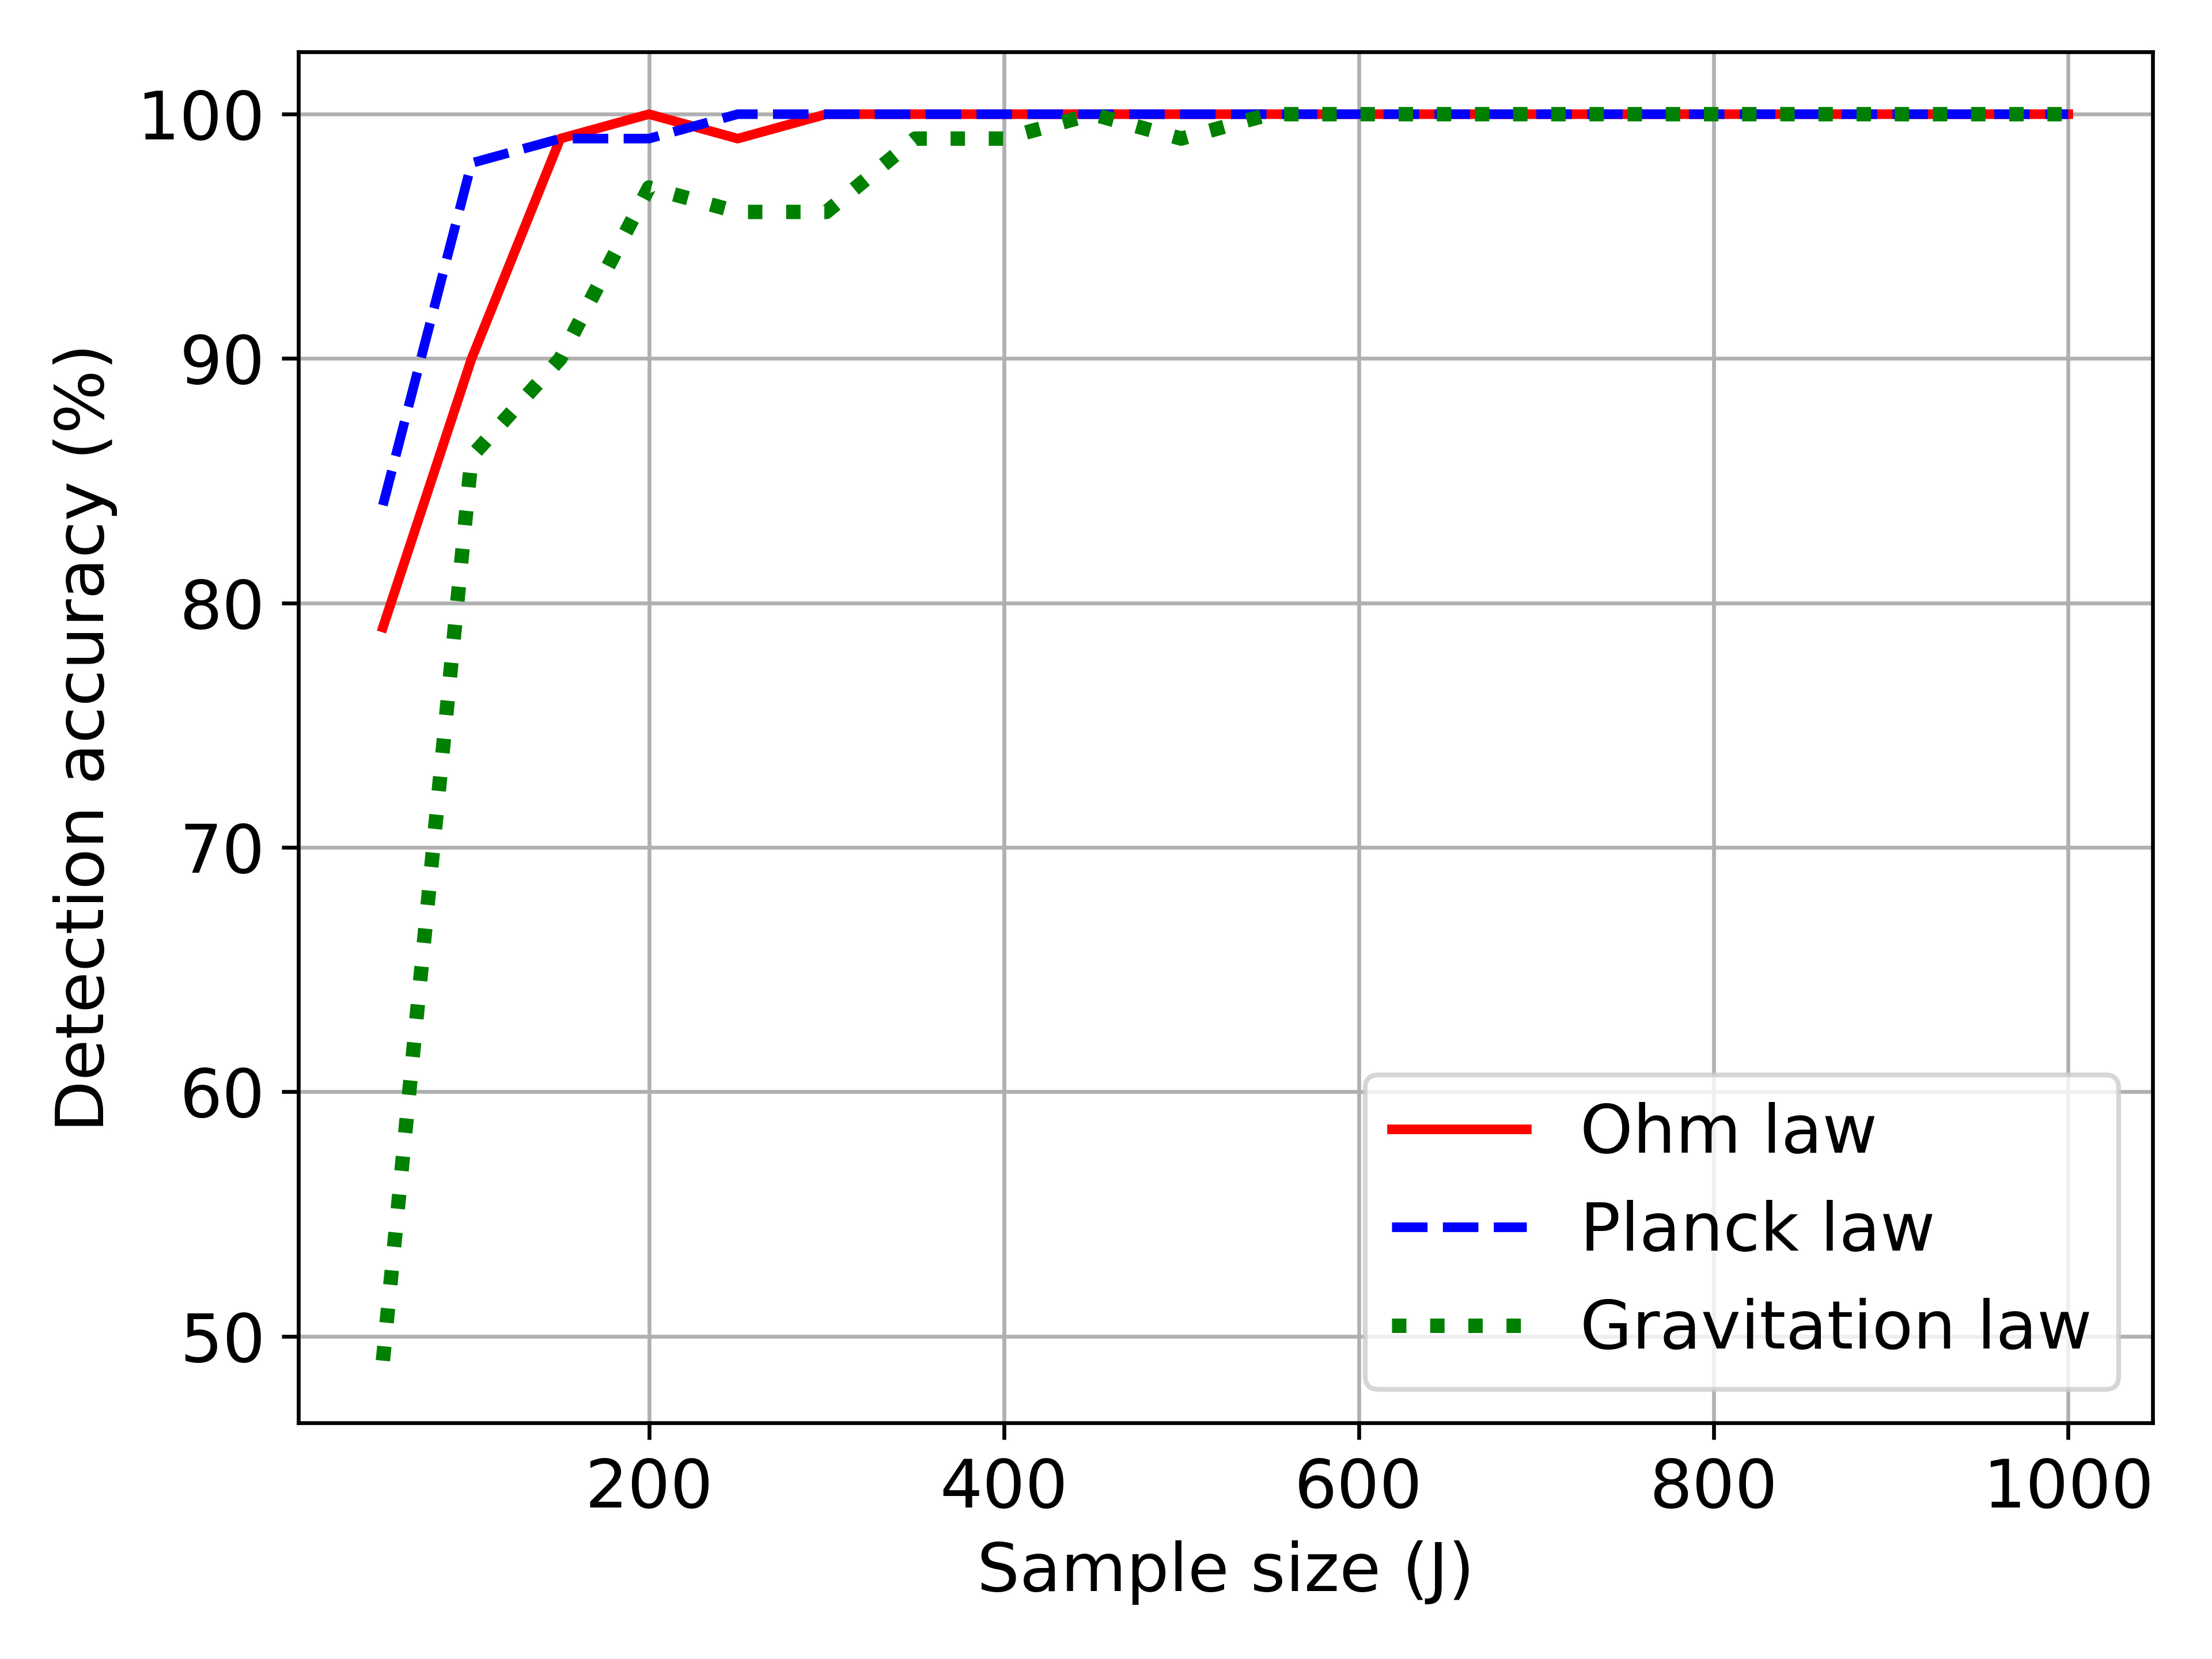 Detection accuracy (%)
100
90
80
70
60
50
200 400 600 800 1000
Sample size (J)
Ohm law
Planck law
Gravitation law